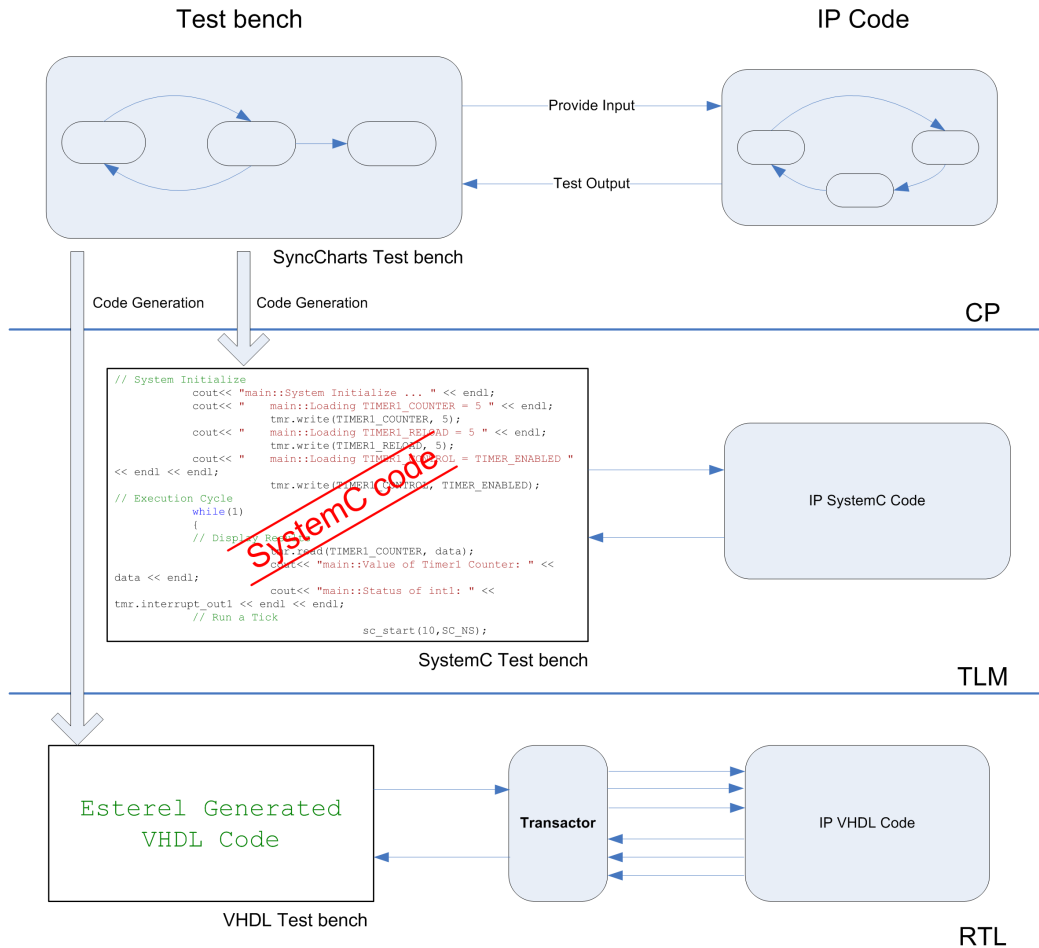 Test bench
IP Code
Provide Input
Test Output
SyncCharts Test bench
Code Generation
Code Generation
CP
// System Initialize
cout<< "main::System Initialize ... " << endl;
cout<< "    main::Loading TIMER1_COUNTER = 5 " << endl;
tmr.write(TIMER1_COUNTER, 5);
cout<< "    main::Loading TIMER1_RELOAD = 5 " << endl;
tmr.write(TIMER1_RELOAD, 5);
cout<< "    main::Loading TIMER1_CONTROL = TIMER_ENABLED "
<< endl << endl;
tmr.write(TIMER1_CONTROL, TIMER_ENABLED);
// Execution Cycle
while(1)
{
// Display
tmr.read(TIMER1_COUNTER, data);
cout<< "main::Value of Timer1 Counter: " <<
data << endl;
cout<< "main::Status of int1: " <<
tmr.interrupt_out1 << endl << endl;
// Run a Tick
sc_start(10,SC_NS);
SystemC code
IP SystemC Code
SystemC Test bench
TLM
Esterel Generated
VHDL Code
Transactor
IP VHDL Code
VHDL Test bench
RTL